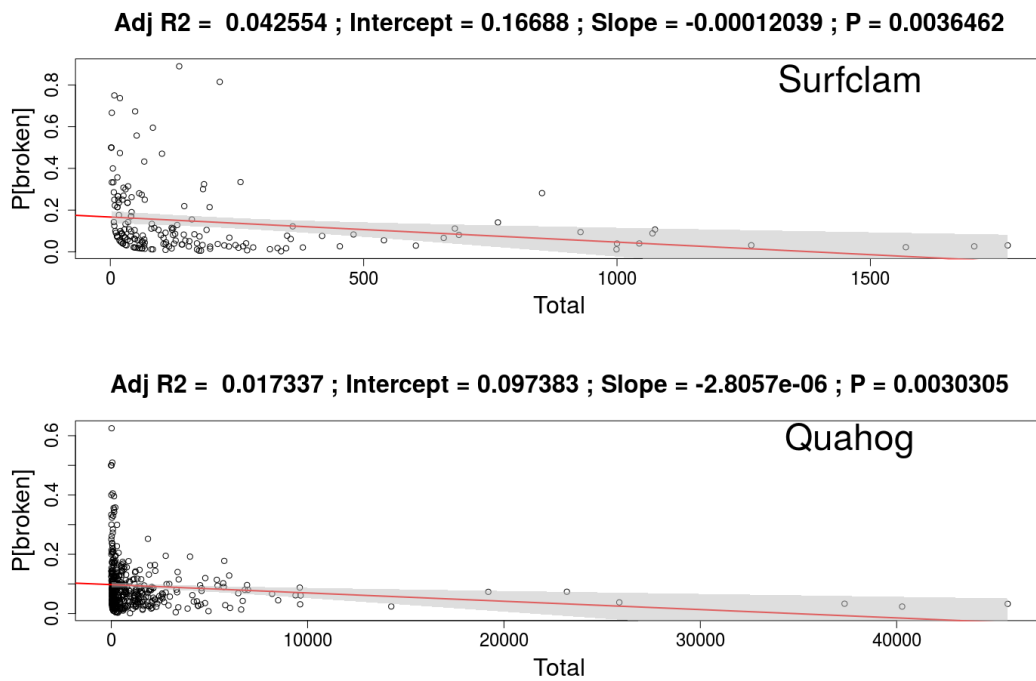 Adj R2 =  0.042554 ; Intercept = 0.16688 ; Slope = -0.00012039 ; P = 0.0036462
Surfclam
P[broken]
0.8
0.6
0.4
0.2
0.0
0 500 1000 1500
Total
Adj R2 =  0.017337 ; Intercept = 0.097383 ; Slope = -2.8057e-06 ; P = 0.0030305
Quahog
P[broken]
0.6
0.4
0.2
0.0
0 10000 20000 30000 40000
Total